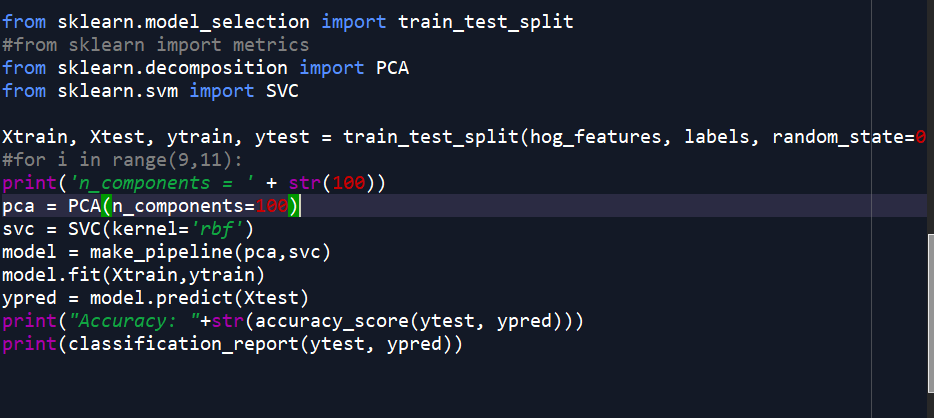 from sklearn.model_selection import train_test_split
#from sklearn import metrics
from sklearn.decomposition import PCA
from sklearn.svm import SVC
Xtrain, Xtest, ytrain, ytest = train_test_split(hog_features, labels, random_state=0
#for i in range(9,11):
print('n_components = ' + str(100))
pca = PCA(n_components=100)
svc = SVC(kernel='rbf')
model = make_pipeline(pca,svc)
model.fit(Xtrain,ytrain)
ypred = model.predict(Xtest)
print("Accuracy: "+str(accuracy_score(ytest, ypred)))
print(classification_report(ytest, ypred))